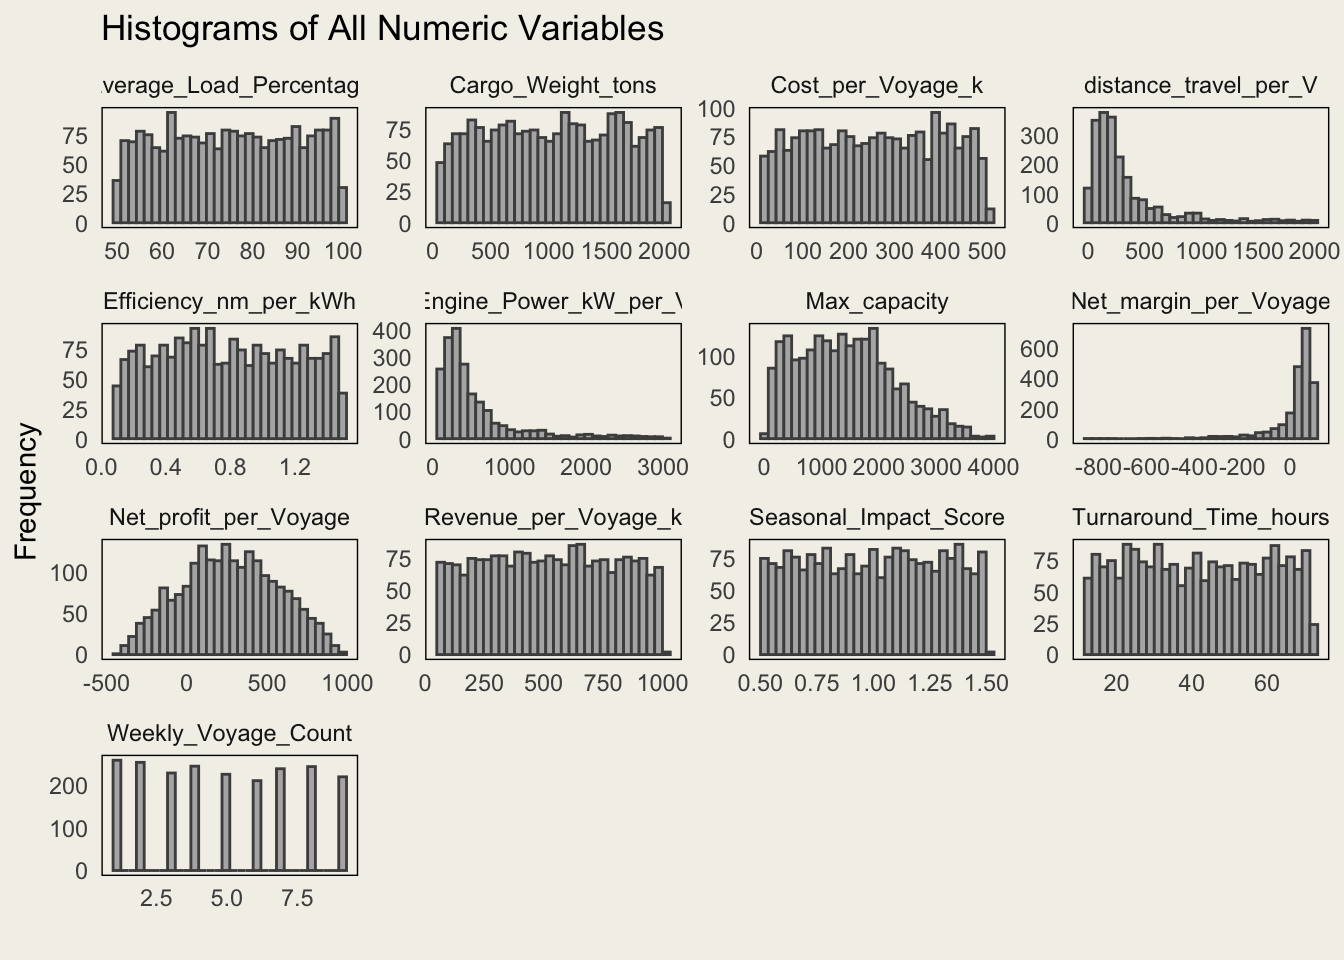 Histograms of All Numeric Variables
verage_Load_Percentag
Cargo_Weight_tons
Cost_per_Voyage_k
distance_travel_per_V
75
50
25
0
50 60 70 80 90 100
75
50
25
0
0 500 1000 1500 2000
100
75
50
25
0
0 100 200 300 400 500
300
200
100
0
0 500 1000 1500 2000
Efficiency_nm_per_kWh
Engine_Power_kW_per_V
Max_capacity
Net_margin_per_Voyage
75
50
25
0
0.0 0.4 0.8 1.2
400
300
200
100
0
0 1000 2000 3000
100
50
0
0 1000 2000 3000 4000
600
400
200
0
-800 -600 -400 -200 0
Frequency
Net_profit_per_Voyage
Revenue_per_Voyage_k
Seasonal_Impact_Score
Turnaround_Time_hours
100
50
0
-500 0 500 1000
75
50
25
0
0 250 500 750 1000
75
50
25
0
0.50 0.75 1.00 1.25 1.50
75
50
25
0
20 40 60
Weekly_Voyage_Count
200
100
0
2.5 5.0 7.5